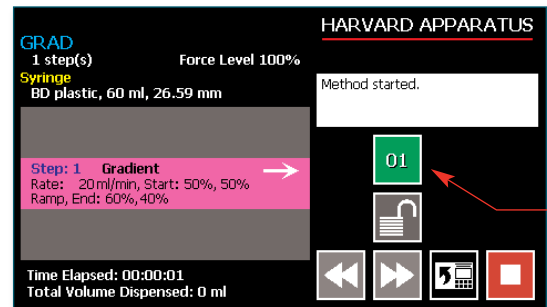 HARVARD APPARATUS
GRAD
1 step(s) Force Level 100%
Syringe
BD plastic, 60 ml, 26.59 mm
Method started.
Step: 1 Gradient
Rate: 20 ml/min, Start: 50%, 50%
Ramp, End: 60%,40%
01
Time Elapsed: 00:00:01
Total Volume Dispensed: 0 ml